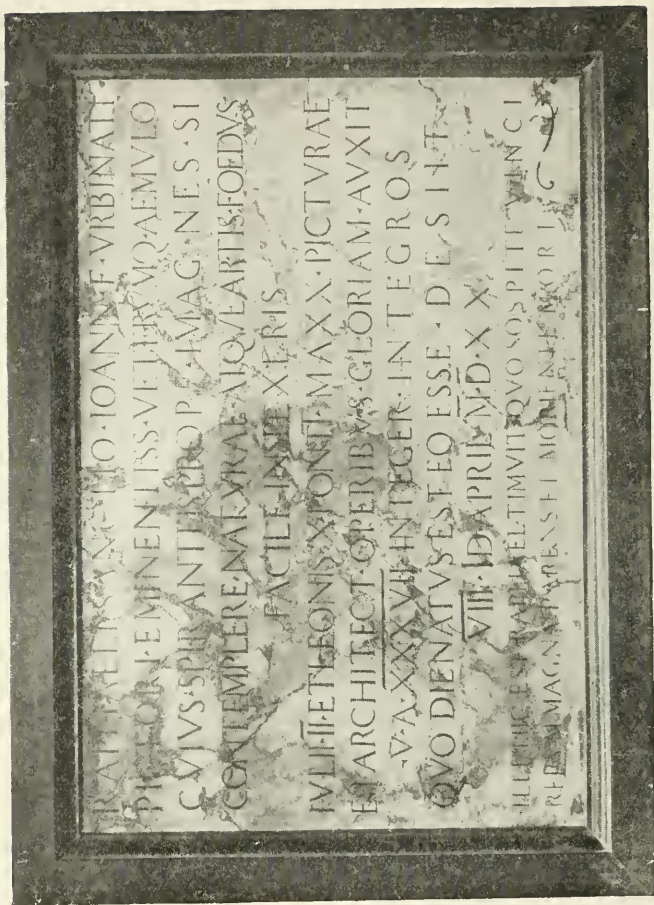 RAPHAELI·SANCTIO·IOANN·F·VRBINATI
PICTORI·EMINENTISS·VETERVMQ·AEMVLO
CVIVS·SPIRANTEIS·PROPE·IMAGINES·SI
CONTEMPLERE·NATVRAE·ATQVE·ARTIS·FOEDVS
FACILE·INSPEXERIS
IVLII·II·ET·LEONIS·X·PONTT·MAXX·PICTVRAE
ET·ARCHITECT·OPERIBVS·GLORIAM·AVXIT
V·A·XXXVII·INTEGER·INTEGROS
QVO·DIE·NATVS·EST·EO·ESSE·DESIIT
VIII·ID·APRIL·M·D·XX
ILLE·HIC·EST·RAPHAEL·TIMVIT·QVO·SOSPITE·VINCI
RERVM·MAGNA·PARENS·ET·MORIENTE·MORI